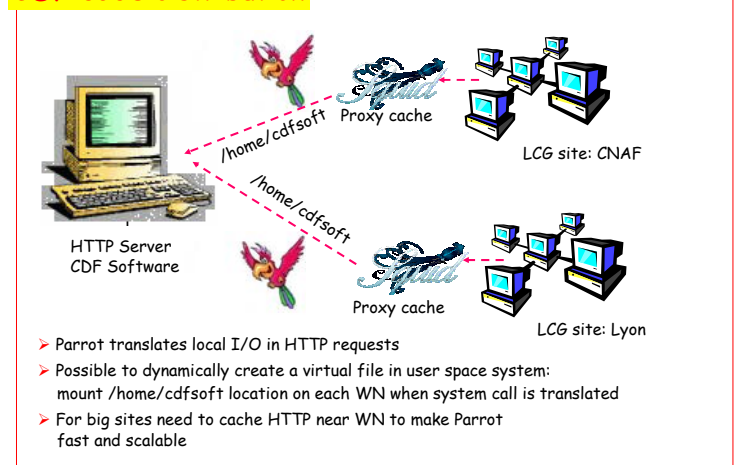 Squid
Proxy cache
/home/cdfsoft
LCG site: CNAF
/home/cdfsoft
HTTP Server
CDF Software
Squid
Proxy cache
LCG site: Lyon
➢ Parrot translates local I/O in HTTP requests
➢ Possible to dynamically create a virtual file in user space system:
mount /home/cdfsoft location on each WN when system call is translated
➢ For big sites need to cache HTTP near WN to make Parrot
fast and scalable